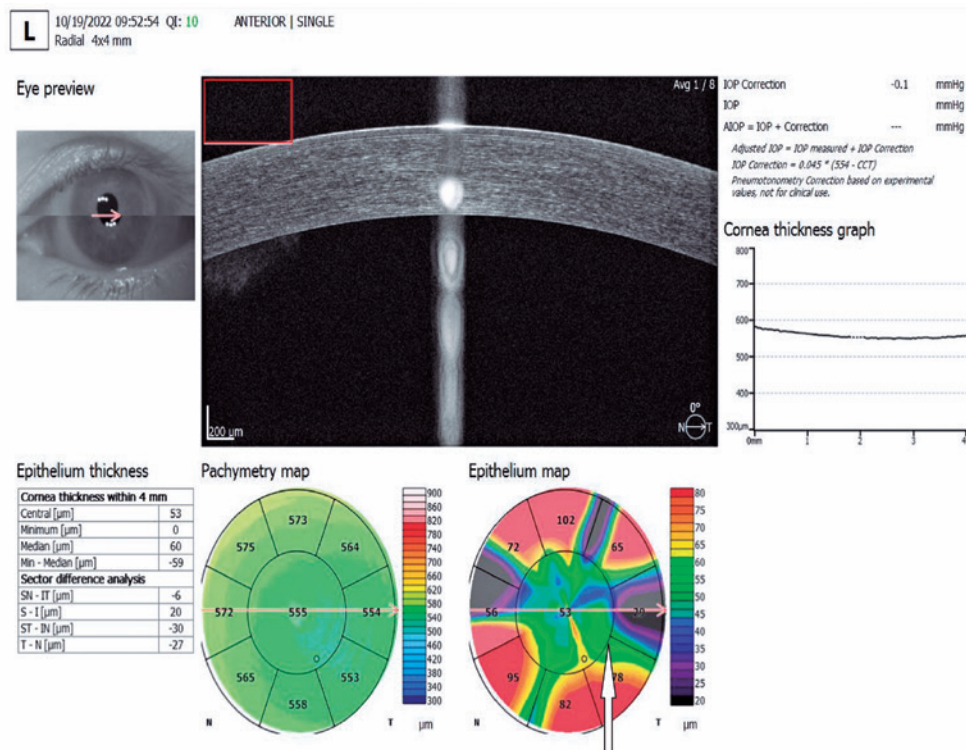 L
10/19/2022 09:52:54 QI: 10 ANTERIOR | SINGLE
Radial 4x4 mm
Eye preview
Avg 1 / 8
0°
N T
200 µm
IOP Correction -0.1 mmHg
IOP mmHg
AIOP = IOP + Correction --- mmHg
Adjusted IOP = IOP measured + IOP Correction
IOP Correction = 0.045 * (554 - CCT)
Pneumotonometry Correction based on experimental
values, not for clinical use.
Cornea thickness graph
800
700
600
500
400
300µm
0mm 1 2 3 4
Epithelium thickness
Cornea thickness within 4 mm
Central [µm] 53
Minimum [µm] 0
Median [µm] 60
Min - Median [µm] -59
Sector difference analysis
SN - IT [µm] -6
S - I [µm] 20
ST - IN [µm] -30
T - N [µm] -27
Pachymetry map
573
575 564
572 555 554
565 553
558
N T
900
860
820
780
740
700
660
620
580
540
500
460
420
380
340
300
µm
Epithelium map
102
72 65
56 53 29
95 78
82
N T
80
75
70
65
60
55
50
45
40
35
30
25
20
µm